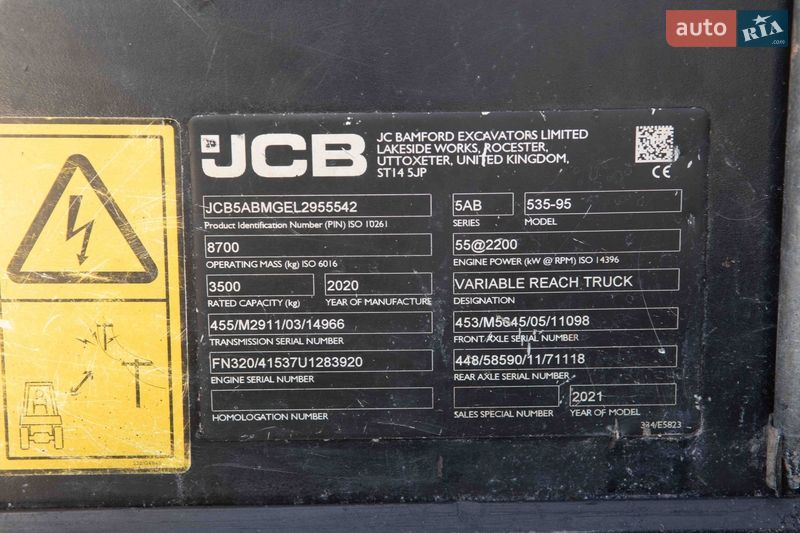 auto RIA.com
JCB
JC BAMFORD EXCAVATORS LIMITED
LAKESIDE WORKS, ROCESTER,
UTTOXETER, UNITED KINGDOM,
ST14 5JP
CE
JCB5ABMGEL2955542
Product Identification Number (PIN) ISO 10261
5AB
SERIES
535-95
MODEL
8700
OPERATING MASS (kg) ISO 6016
55@2200
ENGINE POWER (kW @ RPM) ISO 14396
3500
RATED CAPACITY (kg)
2020
YEAR OF MANUFACTURE
VARIABLE REACH TRUCK
DESIGNATION
455/M2911/03/14966
TRANSMISSION SERIAL NUMBER
453/M5645/05/11098
FRONT AXLE SERIAL NUMBER
FN320/41537U1283920
ENGINE SERIAL NUMBER
448/58590/11/71118
REAR AXLE SERIAL NUMBER
HOMOLOGATION NUMBER
SALES SPECIAL NUMBER
2021
YEAR OF MODEL
334/E5823